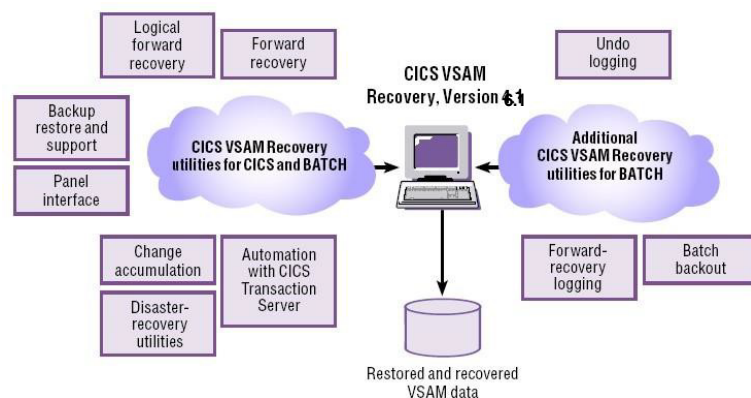 Logical
forward
recovery
Forward
recovery
Backup
restore and
support
Panel
interface
CICS VSAM Recovery
utilities for CICS and BATCH
Change
accumulation
Disaster-
recovery
utilities
Automation
with CICS
Transaction
Server
CICS VSAM
Recovery, Version
Restored and recovered
VSAM data
Undo
logging
Additional
CICS VSAM Recovery
utilities for BATCH
Forward-
recovery
logging
Batch
backout